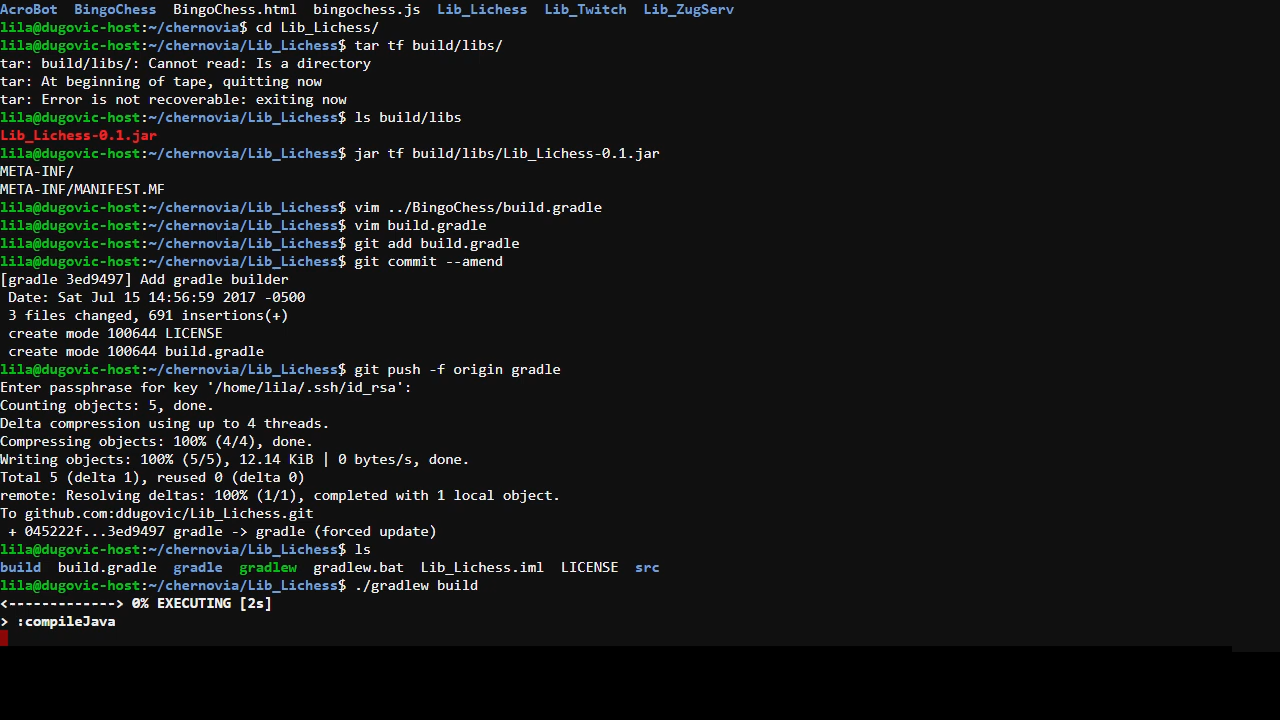 AcroBot  BingoChess  BingoChess.html  bingochess.js  Lib_Lichess  Lib_Twitch  Lib_ZugServ
lila@dugovic-host:~/chernovia$ cd Lib_Lichess/
lila@dugovic-host:~/chernovia/Lib_Lichess$ tar tf build/libs/
tar: build/libs/: Cannot read: Is a directory
tar: At beginning of tape, quitting now
tar: Error is not recoverable: exiting now
lila@dugovic-host:~/chernovia/Lib_Lichess$ ls build/libs
Lib_Lichess-0.1.jar
lila@dugovic-host:~/chernovia/Lib_Lichess$ jar tf build/libs/Lib_Lichess-0.1.jar
META-INF/
META-INF/MANIFEST.MF
lila@dugovic-host:~/chernovia/Lib_Lichess$ vim ../BingoChess/build.gradle
lila@dugovic-host:~/chernovia/Lib_Lichess$ vim build.gradle
lila@dugovic-host:~/chernovia/Lib_Lichess$ git add build.gradle
lila@dugovic-host:~/chernovia/Lib_Lichess$ git commit --amend
[gradle 3ed9497] Add gradle builder
 Date: Sat Jul 15 14:56:59 2017 -0500
 3 files changed, 691 insertions(+)
 create mode 100644 LICENSE
 create mode 100644 build.gradle
lila@dugovic-host:~/chernovia/Lib_Lichess$ git push -f origin gradle
Enter passphrase for key '/home/lila/.ssh/id_rsa':
Counting objects: 5, done.
Delta compression using up to 4 threads.
Compressing objects: 100% (4/4), done.
Writing objects: 100% (5/5), 12.14 KiB | 0 bytes/s, done.
Total 5 (delta 1), reused 0 (delta 0)
remote: Resolving deltas: 100% (1/1), completed with 1 local object.
To github.com:ddugovic/Lib_Lichess.git
 + 045222f...3ed9497 gradle -> gradle (forced update)
lila@dugovic-host:~/chernovia/Lib_Lichess$ ls
build  build.gradle  gradle  gradlew  gradlew.bat  Lib_Lichess.iml  LICENSE  src
lila@dugovic-host:~/chernovia/Lib_Lichess$ ./gradlew build
<-------------> 0% EXECUTING [2s]
> :compileJava